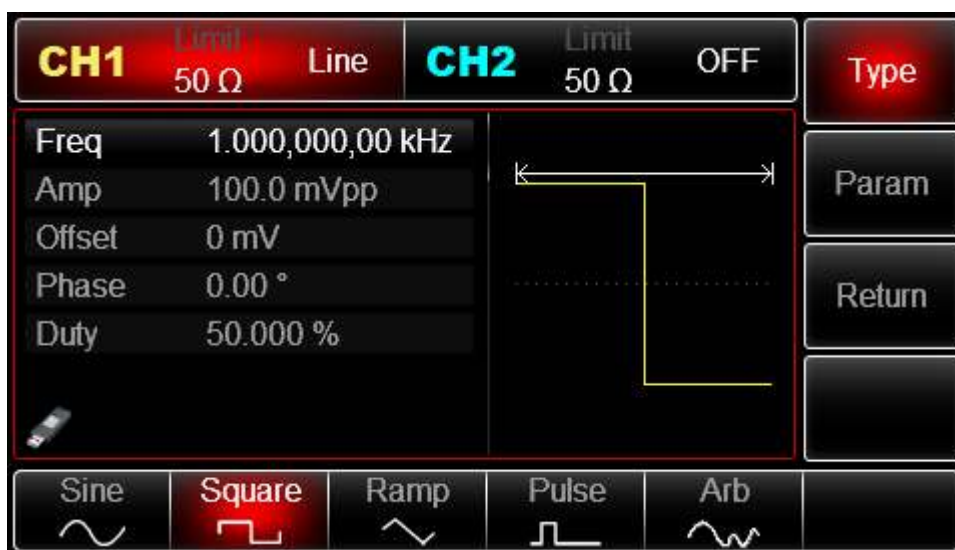 CH1 Limit 50 Ω Line
CH2 Limit 50 Ω OFF
Type
Freq 1.000,000,00 kHz
Amp 100.0 mVpp
Offset 0 mV
Phase 0.00 °
Duty 50.000 %
Param
Return
Sine Square Ramp Pulse Arb